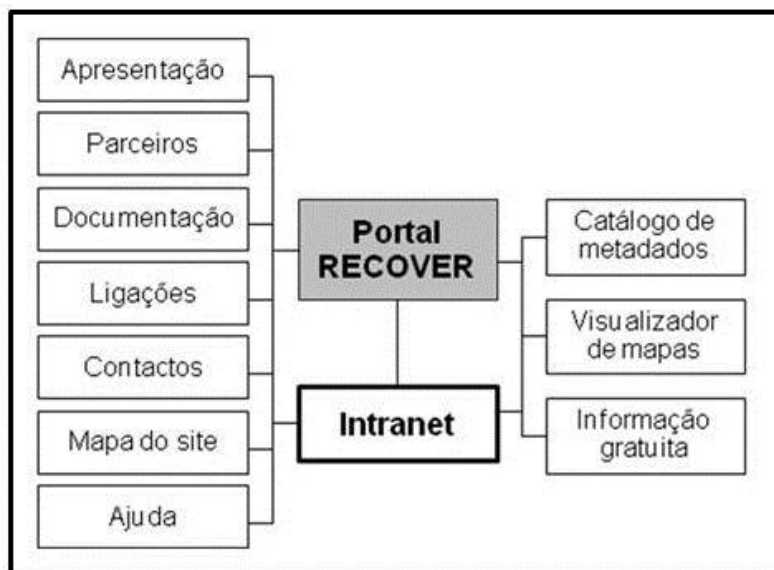 Apresentação
Parceiros
Documentação
Ligações
Contactos
Mapa do site
Ajuda
Portal
RECOVER
Intranet
Catálogo de
metadados
Visualizador
de mapas
Informação
gratuita